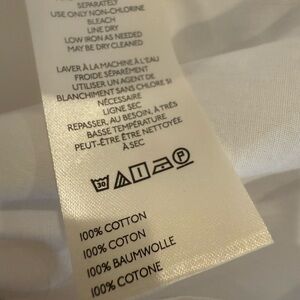 SEPARATELY
USE ONLY NON-CHLORINE
BLEACH
LINE DRY
LOW IRON AS NEEDED
MAY BE DRY CLEANED
LAVER À LA MACHINE À L'EAU
FROIDE SÉPARÉMENT
UTILISER UN AGENT DE
BLANCHIMENT SANS CHLORE SI
NÉCESSAIRE
LIGNE SEC
REPASSER, AU BESOIN, À TRÈS
BASSE TEMPÉRATURE
PEUT-ÊTRE ÊTRE NETTOYÉE
À SEC
30
P
100% COTTON
100% COTON
100% BAUMWOLLE
100% COTONE